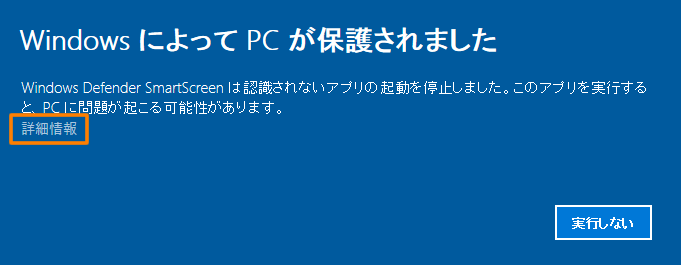 Windows によって PC が保護されました
Windows Defender SmartScreen は認識されないアプリの起動を停止しました。このアプリを実行する
と、PC に問題が起こる可能性があります。
詳細情報
実行しない